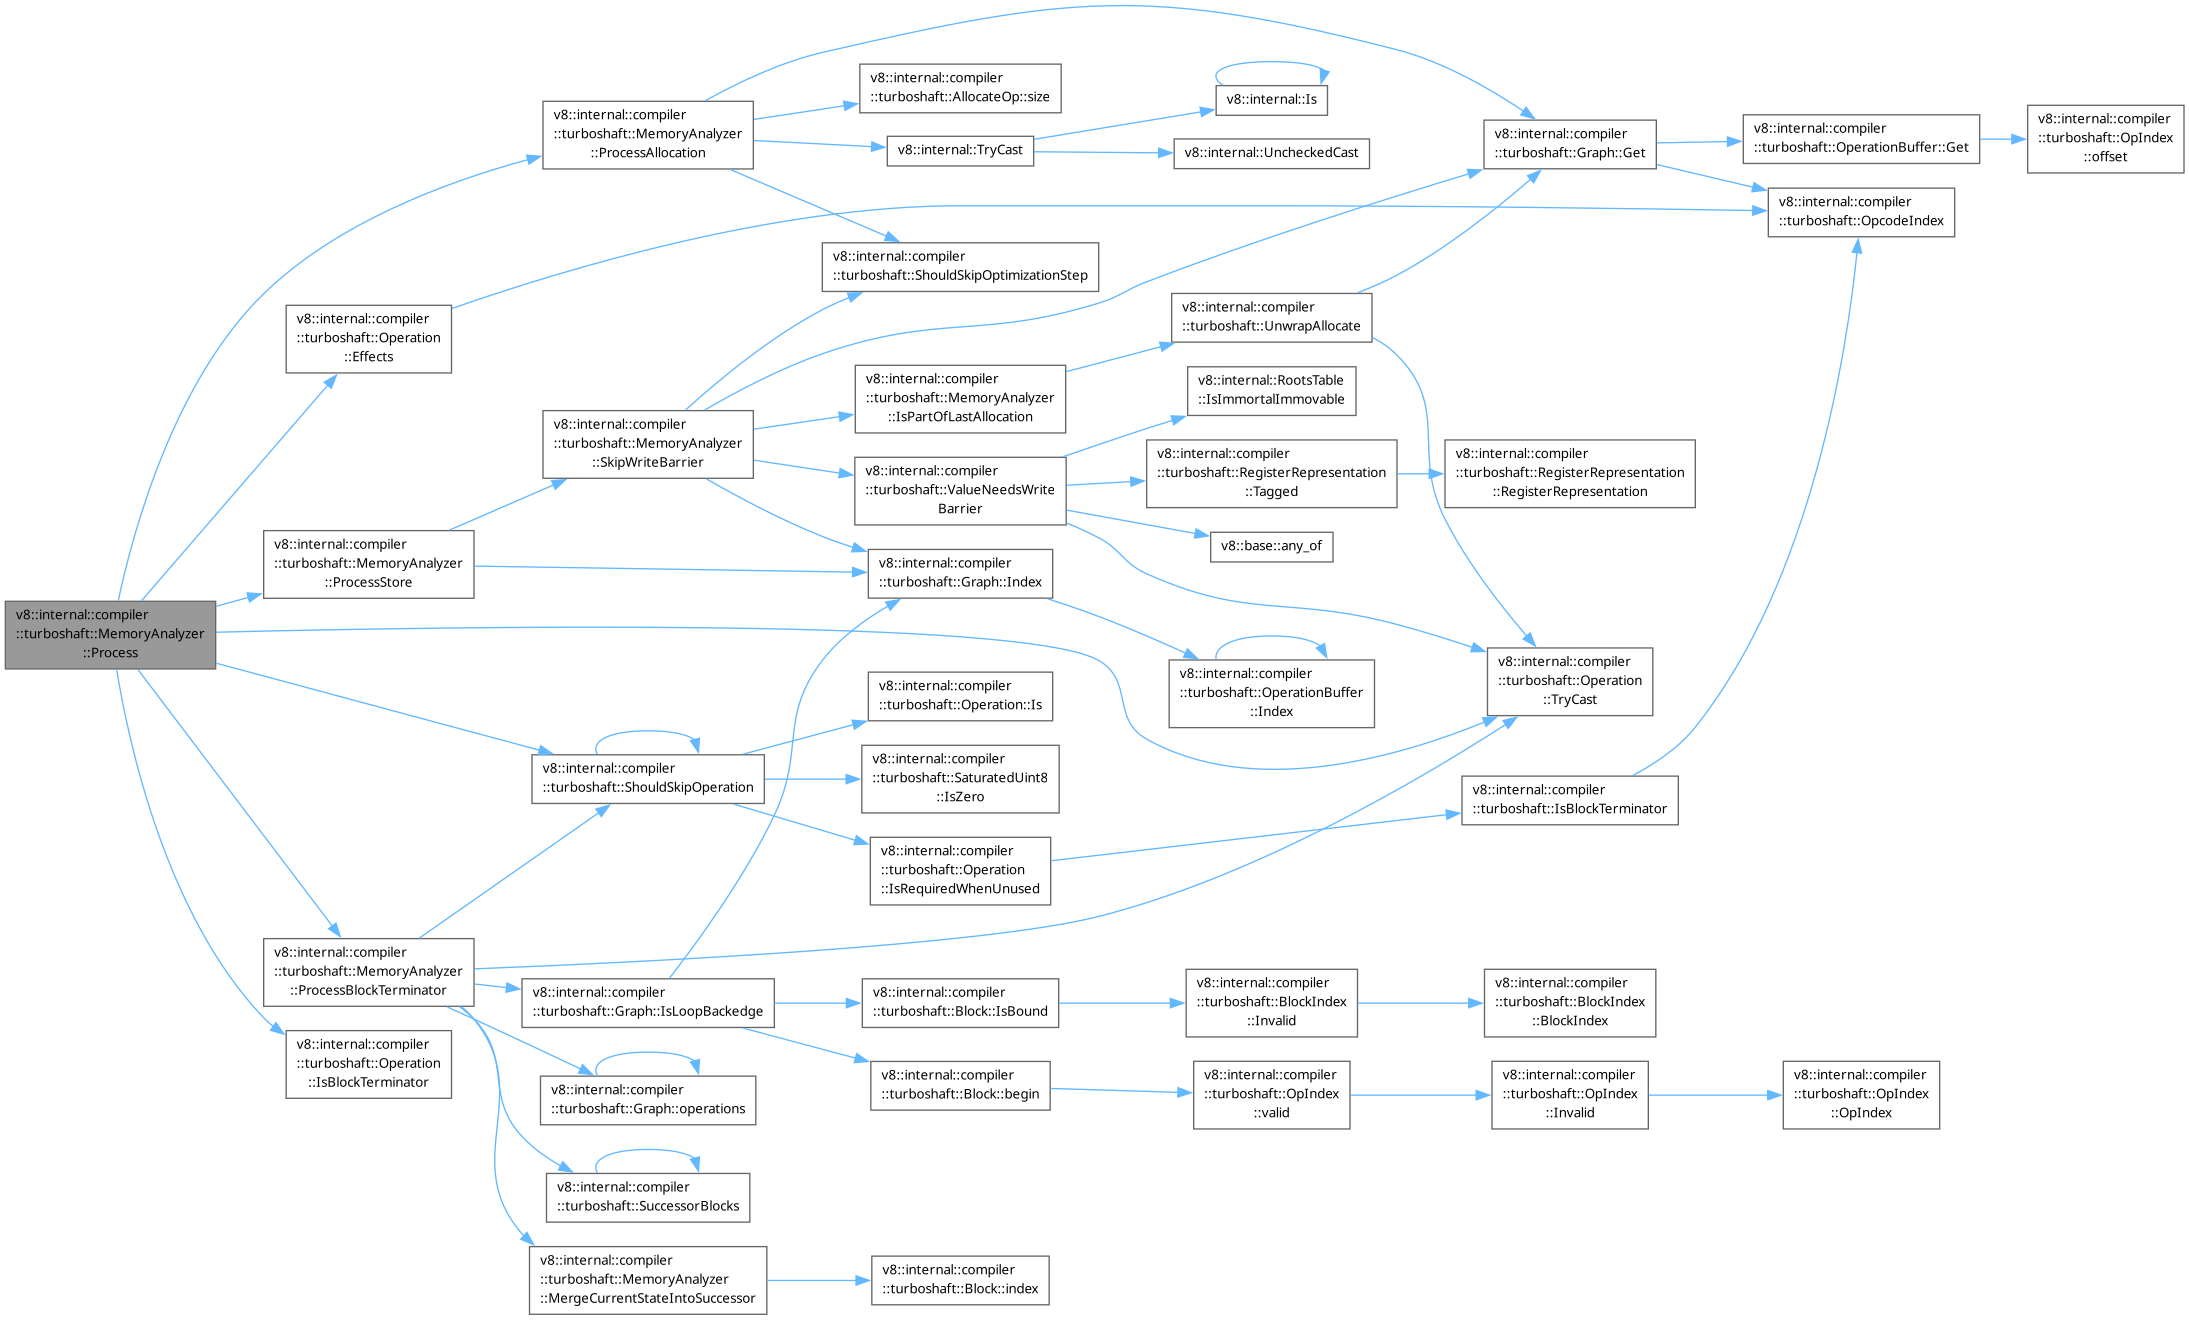 v8::internal::compiler
::turboshaft::MemoryAnalyzer
::Process
v8::internal::compiler
::turboshaft::MemoryAnalyzer
::ProcessAllocation
v8::internal::compiler
::turboshaft::AllocateOp::size
v8::internal::TryCast
v8::internal::Is
v8::internal::UncheckedCast
v8::internal::compiler
::turboshaft::Graph::Get
v8::internal::compiler
::turboshaft::OperationBuffer::Get
v8::internal::compiler
::turboshaft::OpIndex
::offset
v8::internal::compiler
::turboshaft::OpcodeIndex
v8::internal::compiler
::turboshaft::ShouldSkipOptimizationStep
v8::internal::compiler
::turboshaft::Operation
::Effects
v8::internal::compiler
::turboshaft::UnwrapAllocate
v8::internal::compiler
::turboshaft::MemoryAnalyzer
::IsPartOfLastAllocation
v8::internal::RootsTable
::IsImmortalImmovable
v8::internal::compiler
::turboshaft::MemoryAnalyzer
::SkipWriteBarrier
v8::internal::compiler
::turboshaft::ValueNeedsWrite
Barrier
v8::internal::compiler
::turboshaft::RegisterRepresentation
::Tagged
v8::internal::compiler
::turboshaft::RegisterRepresentation
::RegisterRepresentation
v8::base::any_of
v8::internal::compiler
::turboshaft::MemoryAnalyzer
::ProcessStore
v8::internal::compiler
::turboshaft::Graph::Index
v8::internal::compiler
::turboshaft::OperationBuffer
::Index
v8::internal::compiler
::turboshaft::Operation
::TryCast
v8::internal::compiler
::turboshaft::Operation::Is
v8::internal::compiler
::turboshaft::ShouldSkipOperation
v8::internal::compiler
::turboshaft::SaturatedUint8
::IsZero
v8::internal::compiler
::turboshaft::IsBlockTerminator
v8::internal::compiler
::turboshaft::Operation
::IsRequiredWhenUnused
v8::internal::compiler
::turboshaft::MemoryAnalyzer
::ProcessBlockTerminator
v8::internal::compiler
::turboshaft::Graph::IsLoopBackedge
v8::internal::compiler
::turboshaft::Block::IsBound
v8::internal::compiler
::turboshaft::BlockIndex
::Invalid
v8::internal::compiler
::turboshaft::BlockIndex
::BlockIndex
v8::internal::compiler
::turboshaft::Operation
::IsBlockTerminator
v8::internal::compiler
::turboshaft::Graph::operations
v8::internal::compiler
::turboshaft::Block::begin
v8::internal::compiler
::turboshaft::OpIndex
::valid
v8::internal::compiler
::turboshaft::OpIndex
::Invalid
v8::internal::compiler
::turboshaft::OpIndex
::OpIndex
v8::internal::compiler
::turboshaft::SuccessorBlocks
v8::internal::compiler
::turboshaft::MemoryAnalyzer
::MergeCurrentStateIntoSuccessor
v8::internal::compiler
::turboshaft::Block::index